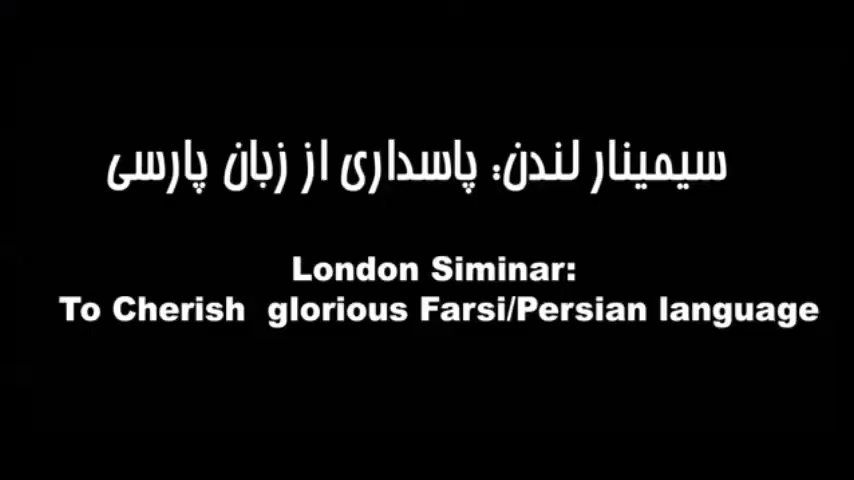 سیمینار لندن: پاسداری از زبان پارسی
London Siminar:
To Cherish  glorious Farsi/Persian language